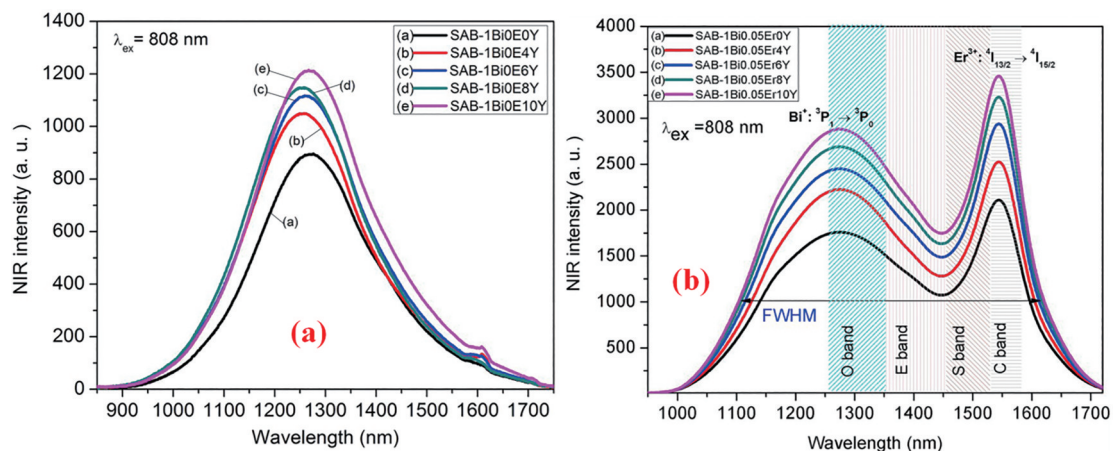 1400
1200
1000
800
600
400
200
0
NIR intensity (a. u.)
λex= 808 nm
(a) SAB-1Bi0E0Y
(b) SAB-1Bi0E4Y
(c) SAB-1Bi0E6Y
(d) SAB-1Bi0E8Y
(e) SAB-1Bi0E10Y
(e)
(c)
(d)
(b)
(a)
(a)
900 1000 1100 1200 1300 1400 1500 1600 1700
Wavelength (nm)
4000
3500
3000
2500
2000
1500
1000
500
NIR intensity (a. u.)
(a) SAB-1Bi0.05Er0Y
(b) SAB-1Bi0.05Er4Y
(c) SAB-1Bi0.05Er6Y
(d) SAB-1Bi0.05Er8Y
(e) SAB-1Bi0.05Er10Y
λex =808 nm
Er3+: 4I13/2→4I15/2
Bi+: 3P1→3P0
(b)
FWHM
O band
E band
S band
C band
1000 1100 1200 1300 1400 1500 1600 1700
Wavelength (nm)